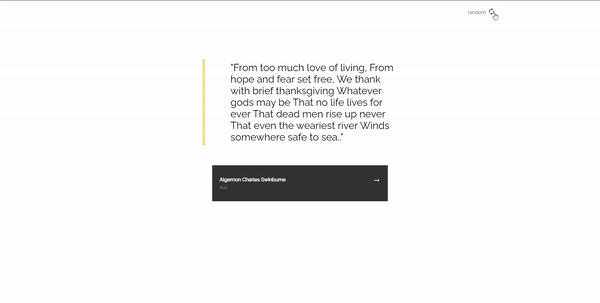 random
"From too much love of living, From
hope and fear set free, We thank
with brief thanksgiving Whatever
gods may be That no life lives for
ever That dead men rise up never
That even the weariest river Winds
somewhere safe to sea.."
Algernon Charles Swinburne